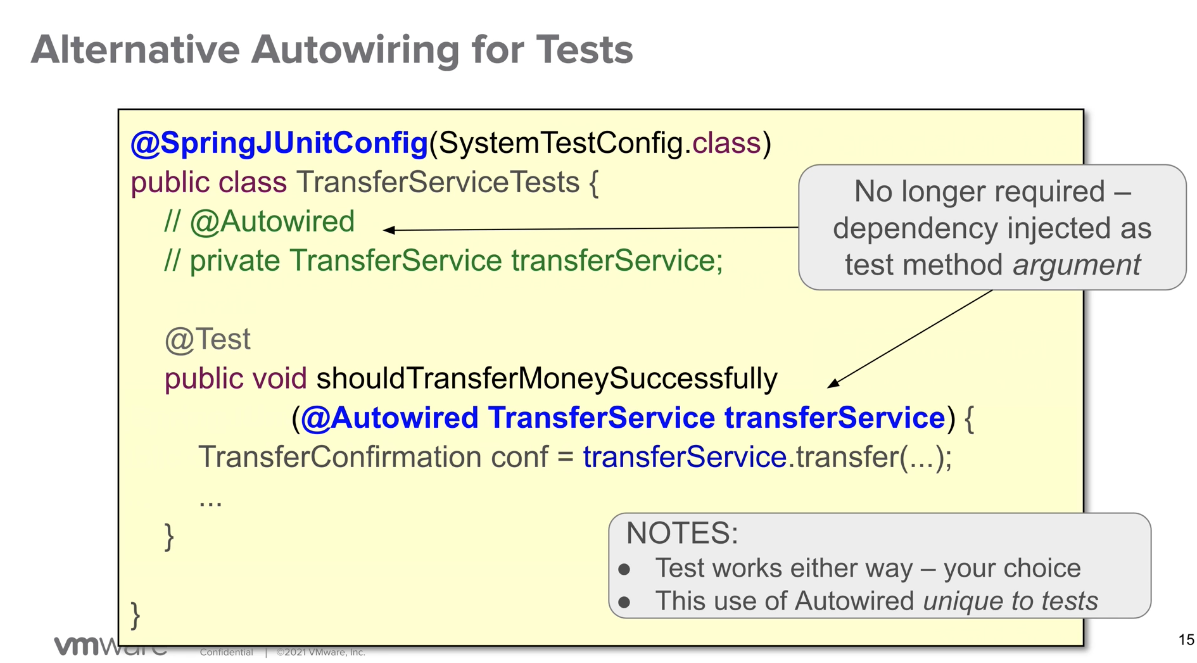 Alternative Autowiring for Tests
@SpringJUnitConfig(SystemTestConfig.class)
public class TransferServiceTests {
// @Autowired
// private TransferService transferService;
No longer required –
dependency injected as
test method argument
@Test
public void shouldTransferMoneySuccessfully
(@Autowired TransferService transferService) {
TransferConfirmation conf = transferService.transfer(...);
...
}
}
NOTES:
● Test works either way – your choice
● This use of Autowired unique to tests
vmware
Confidential | ©2021 VMware, Inc.
15